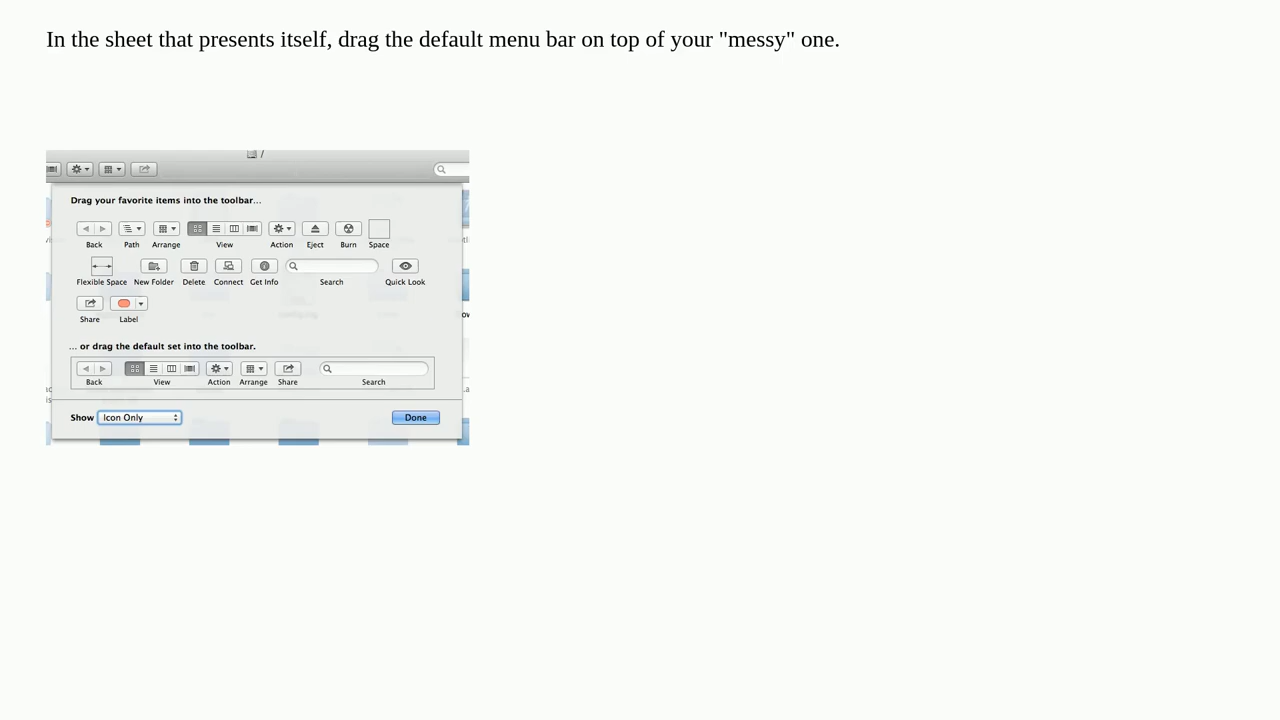 In the sheet that presents itself, drag the default menu bar on top of your "messy" one.
/
Drag your favorite items into the toolbar...
Back Path Arrange View Action Eject Burn Space
Flexible Space New Folder Delete Connect Get Info Search Quick Look
Share Label
... or drag the default set into the toolbar.
Back View Action Arrange Share Search
Show Icon Only Done